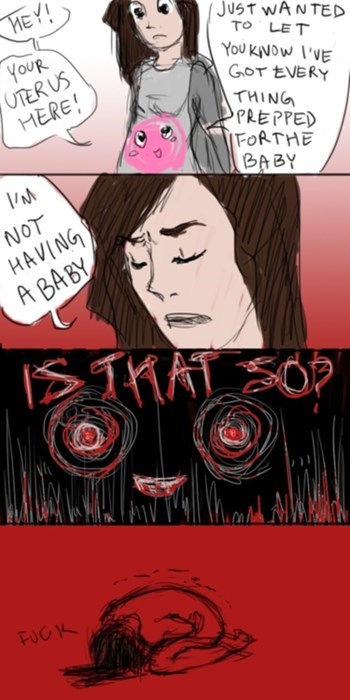 HEY!
YOUR
UTERUS
HERE!
JUST WANTED
TO LET
YOU KNOW I'VE
GOT EVERY
THING
PREPPED
FOR THE
BABY
I'M
NOT
HAVING
A BABY
IS THAT SO?
FUCK